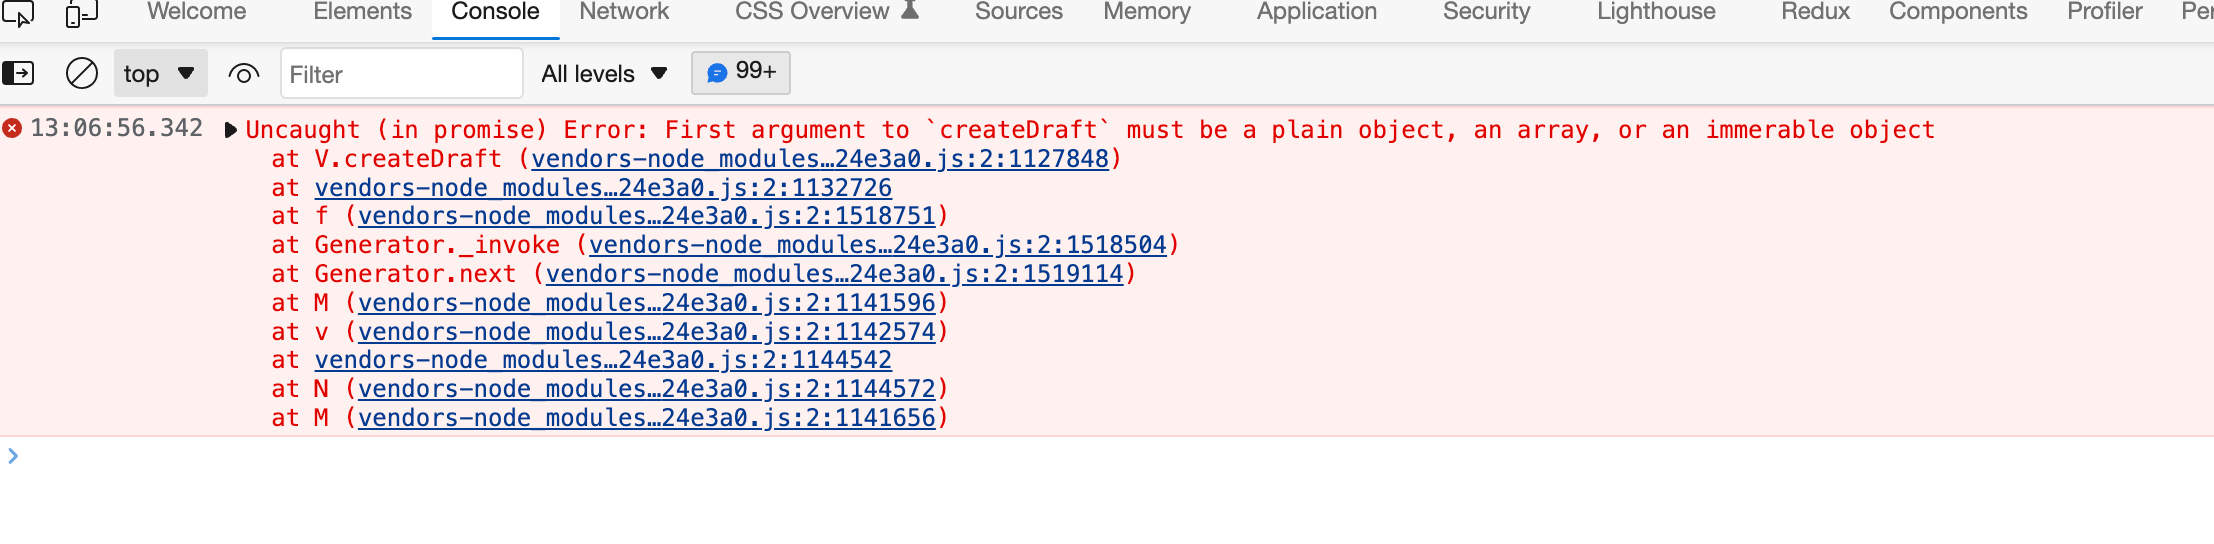 Welcome Elements Console Network CSS Overview Sources Memory Application Security Lighthouse Redux Components Profiler
top Filter All levels 99+
13:06:56.342 Uncaught (in promise) Error: First argument to `createDraft` must be a plain object, an array, or an immerable object
at V.createDraft (vendors-node_modules…24e3a0.js:2:1127848)
at vendors-node_modules…24e3a0.js:2:1132726
at f (vendors-node_modules…24e3a0.js:2:1518751)
at Generator._invoke (vendors-node_modules…24e3a0.js:2:1518504)
at Generator.next (vendors-node_modules…24e3a0.js:2:1519114)
at M (vendors-node_modules…24e3a0.js:2:1141596)
at v (vendors-node_modules…24e3a0.js:2:1142574)
at vendors-node_modules…24e3a0.js:2:1144542
at N (vendors-node_modules…24e3a0.js:2:1144572)
at M (vendors-node_modules…24e3a0.js:2:1141656)